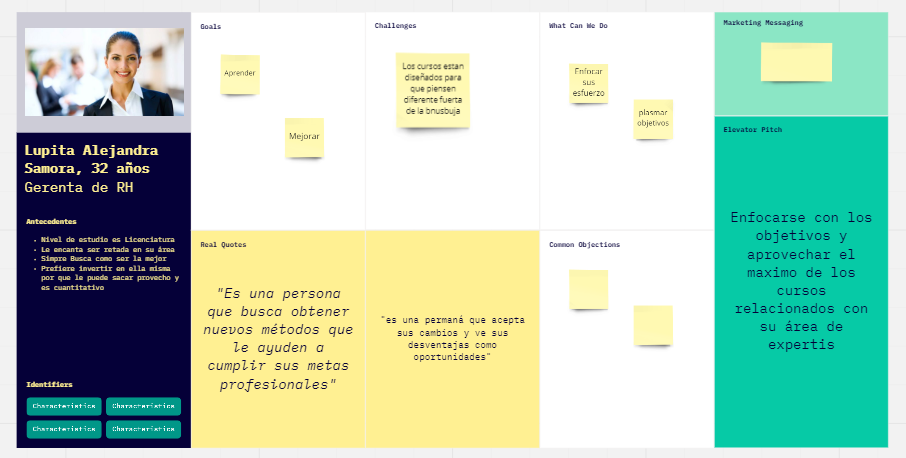 Lupita Alejandra
Samora, 32 años
Gerenta de RH
Antecedentes
• Nivel de estudio es Licenciatura
• Le encanta ser retada en su área
• Simpre Busca como ser la mejor
• Prefiere invertir en ella misma
por que le puede sacar provecho y
es cuantitativo
Identifiers
Characteristics Characteristics
Characteristics Characteristics
Goals
Aprender
Mejorar
Challenges
Los cursos estan
diseñados para
que piensen
diferente fuerta
de la brusbuja
What Can We Do
Enfocar
sus
esfuerzo
plasmar
objetivos
Marketing Messaging
Real Quotes
"Es una persona
que busca obtener
nuevos métodos que
le ayuden a
cumplir sus metas
profesionales"
"es una permaná que acepta
sus cambios y ve sus
desventajas como
oportunidades"
Common Objections
Elevator Pitch
Enfocarse con los
objetivos y
aprovechar el
maximo de los
cursos
relacionados con
su área de
expertis